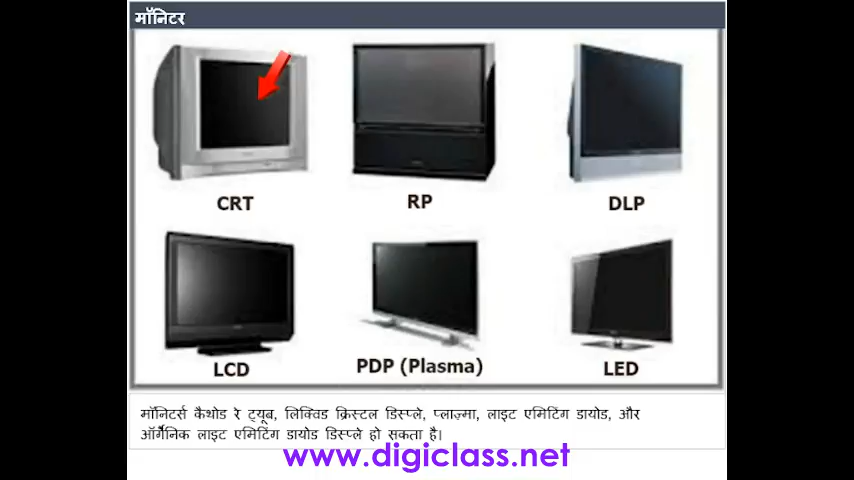 मॉनिटर
CRT
RP
DLP
LCD
PDP (Plasma)
LED
मॉनिटर्स कैथोड रे ट्यूब, लिक्विड क्रिस्टल डिस्प्ले, प्लाज़्मा, लाइट एमिटिंग डायोड, और
ऑर्गैनिक लाइट एमिटिंग डायोड डिस्प्ले हो सकता है।
www.digiclass.net